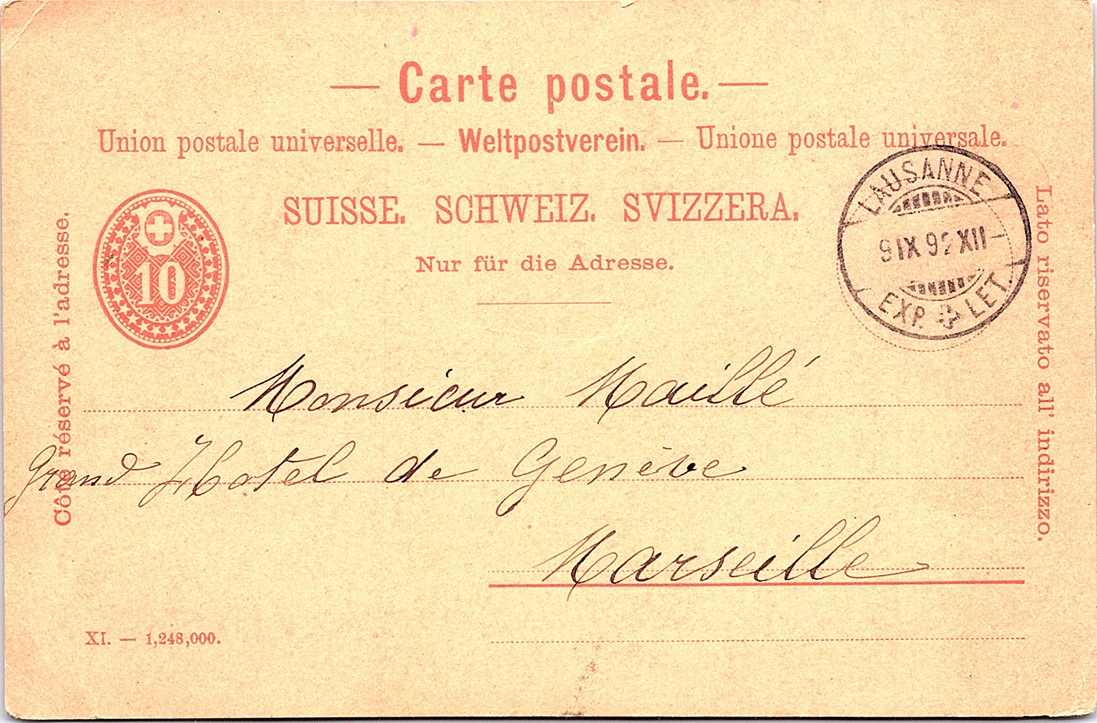 — Carte postale. —
Union postale universelle. — Weltpostverein. — Unione postale universale.
SUISSE. SCHWEIZ. SVIZZERA.
Nur für die Adresse.
10
Côté réservé à l'adresse.
Lato riservato all' indirizzo.
LAUSANNE
9 IX 92 XII
EXP. LET.
Monsieur Maillé
Grand Hotel de Genève
Marseille
XI. — 1,248,000.